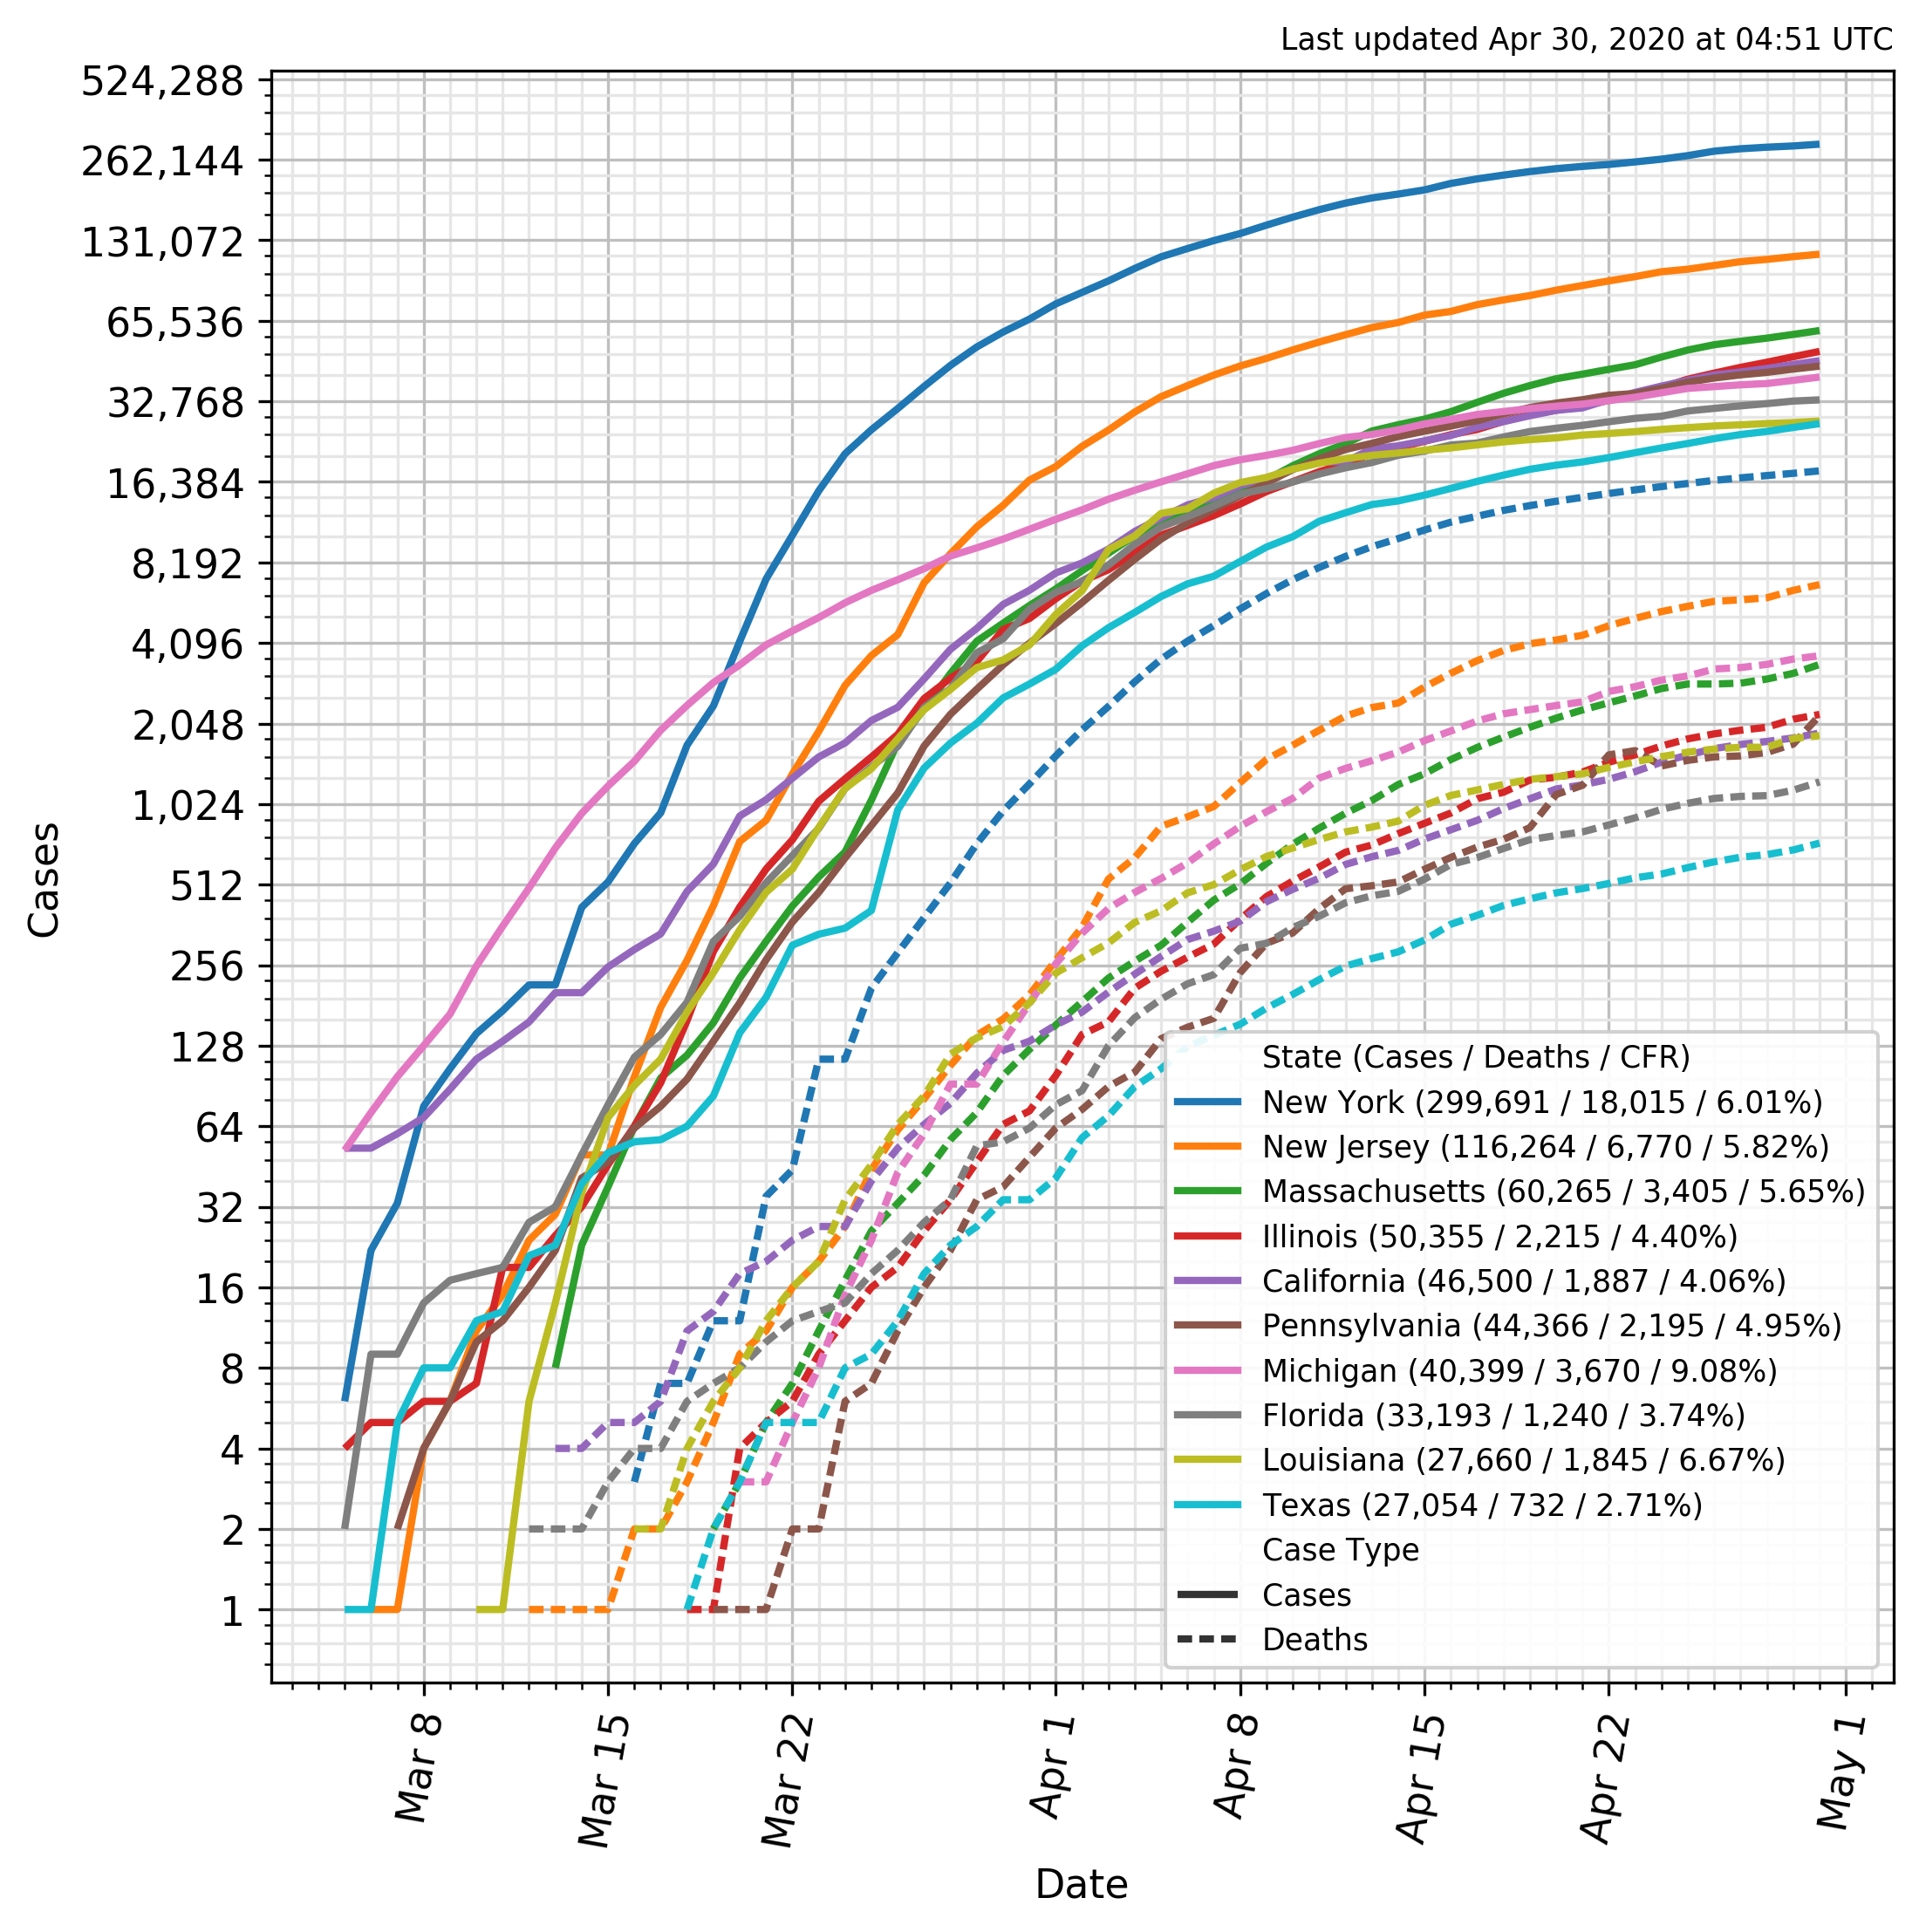 Last updated Apr 30, 2020 at 04:51 UTC
524,288
262,144
131,072
65,536
32,768
16,384
8,192
4,096
2,048
1,024
512
256
128
64
32
16
8
4
2
1
Cases
State (Cases / Deaths / CFR)
New York (299,691 / 18,015 / 6.01%)
New Jersey (116,264 / 6,770 / 5.82%)
Massachusetts (60,265 / 3,405 / 5.65%)
Illinois (50,355 / 2,215 / 4.40%)
California (46,500 / 1,887 / 4.06%)
Pennsylvania (44,366 / 2,195 / 4.95%)
Michigan (40,399 / 3,670 / 9.08%)
Florida (33,193 / 1,240 / 3.74%)
Louisiana (27,660 / 1,845 / 6.67%)
Texas (27,054 / 732 / 2.71%)
Case Type
Cases
Deaths
Mar 8
Mar 15
Mar 22
Apr 1
Apr 8
Apr 15
Apr 22
May 1
Date